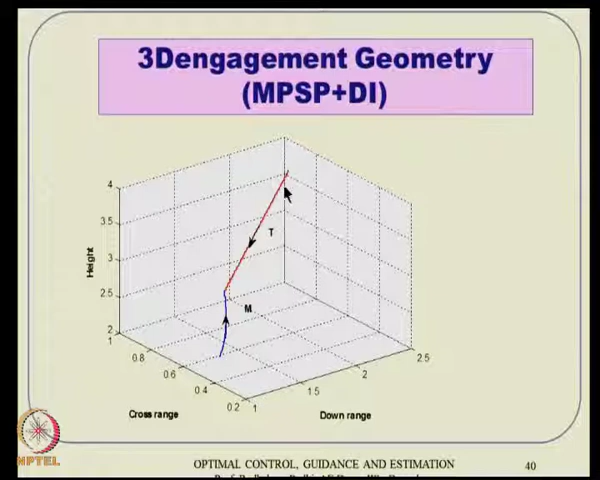 3Dengagement Geometry
(MPSP+DI)
4
3.5
3
2.5
2
Height
T
M
1
0.8
0.6
0.4
0.2
1
1.5
2
2.5
Cross range
Down range
NPTEL
OPTIMAL CONTROL, GUIDANCE AND ESTIMATION
40